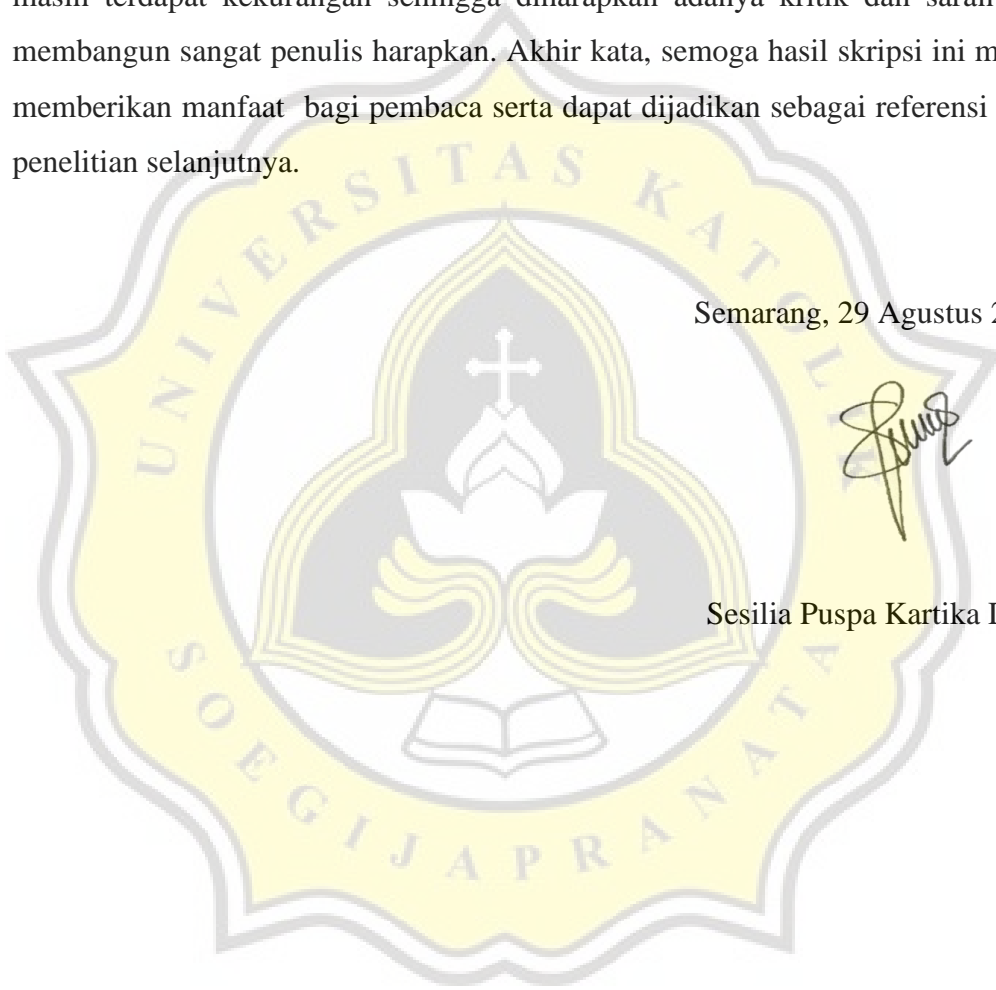 masih terdapat kekurangan sehingga diharapkan adanya kritik dan saran
membangun sangat penulis harapkan. Akhir kata, semoga hasil skripsi ini m
memberikan manfaat bagi pembaca serta dapat dijadikan sebagai referensi
penelitian selanjutnya.
UNIVERSITAS KATOLIK
Semarang, 29 Agustus 2
Sesilia Puspa Kartika
SOEGIJAPRANATA